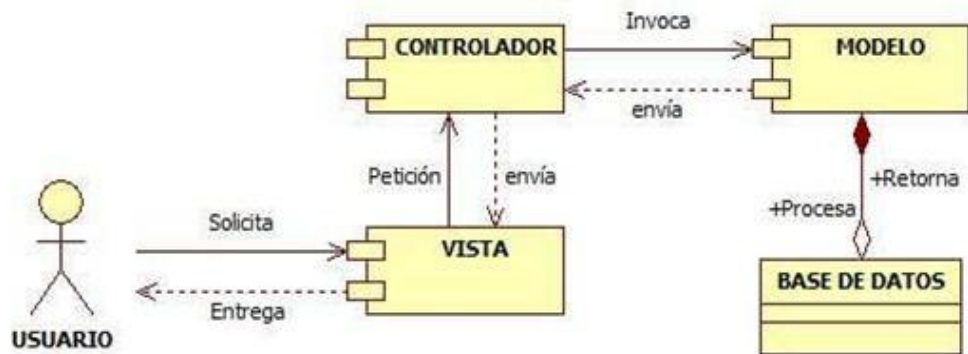 Invoca
CONTROLADOR
MODELO
envía
Petición
envía
+Retorna
+Procesa
Solicita
VISTA
BASE DE DATOS
Entrega
USUARIO